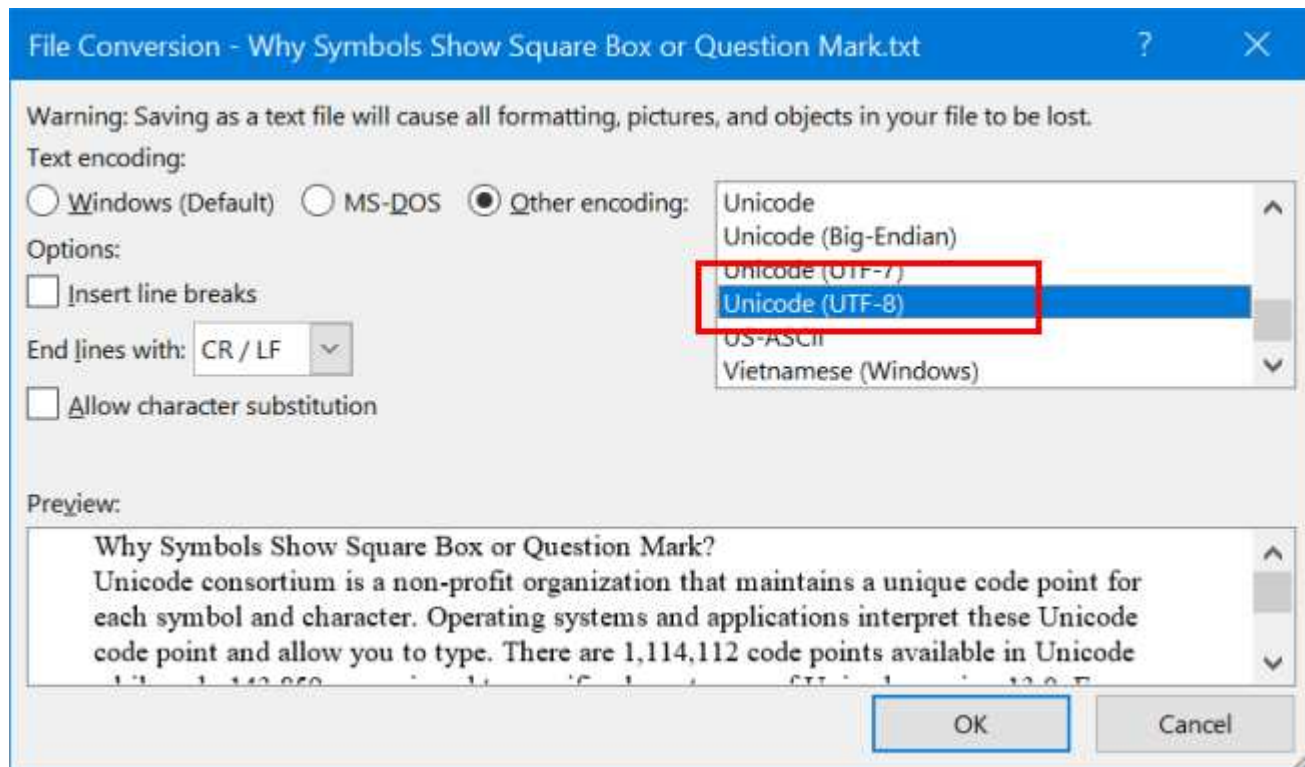 File Conversion - Why Symbols Show Square Box or Question Mark.txt ? ×
Warning: Saving as a text file will cause all formatting, pictures, and objects in your file to be lost.
Text encoding:
Windows (Default) MS-DOS Other encoding:
Unicode
Unicode (Big-Endian)
Unicode (UTF-7)
Unicode (UTF-8)
US-ASCII
Vietnamese (Windows)
Options:
Insert line breaks
End lines with: CR / LF
Allow character substitution
Preview:
Why Symbols Show Square Box or Question Mark?
Unicode consortium is a non-profit organization that maintains a unique code point for
each symbol and character. Operating systems and applications interpret these Unicode
code point and allow you to type. There are 1,114,112 code points available in Unicode
OK Cancel